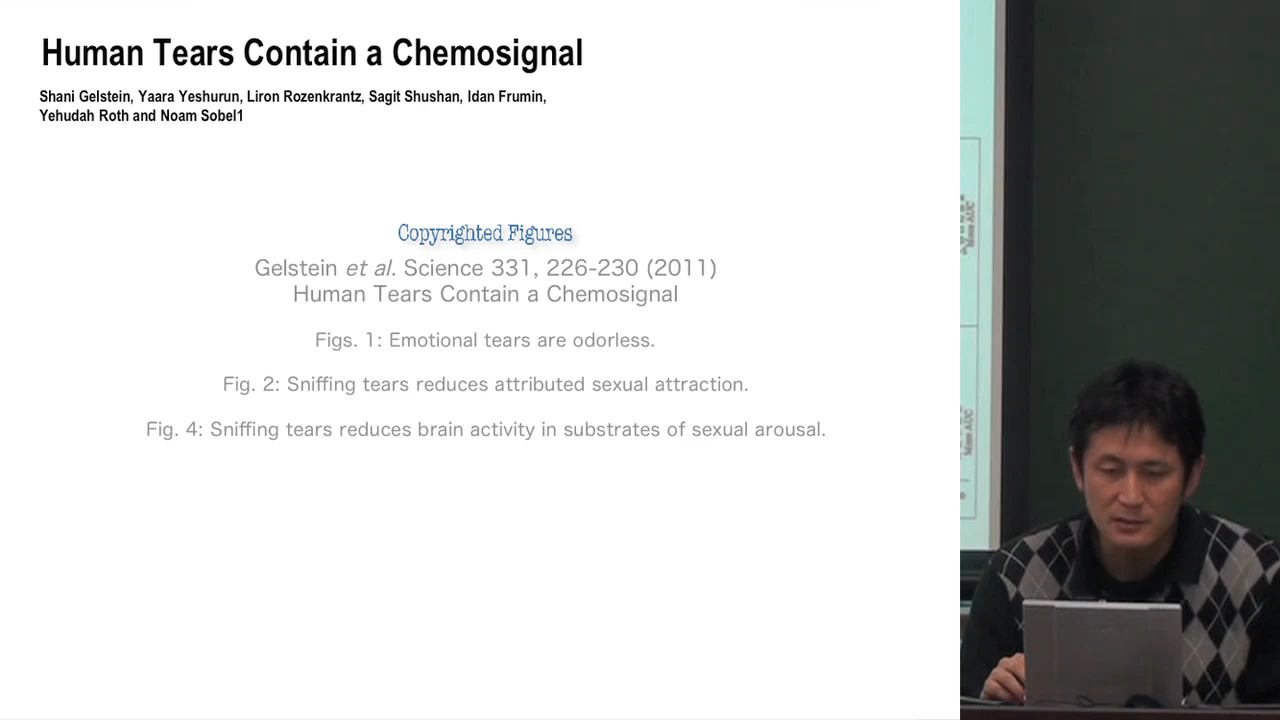 Human Tears Contain a Chemosignal
Shani Gelstein, Yaara Yeshurun, Liron Rozenkrantz, Sagit Shushan, Idan Frumin,
Yehudah Roth and Noam Sobel1
Copyrighted Figures
Gelstein et al. Science 331, 226-230 (2011)
Human Tears Contain a Chemosignal
Figs. 1: Emotional tears are odorless.
Fig. 2: Sniffing tears reduces attributed sexual attraction.
Fig. 4: Sniffing tears reduces brain activity in substrates of sexual arousal.